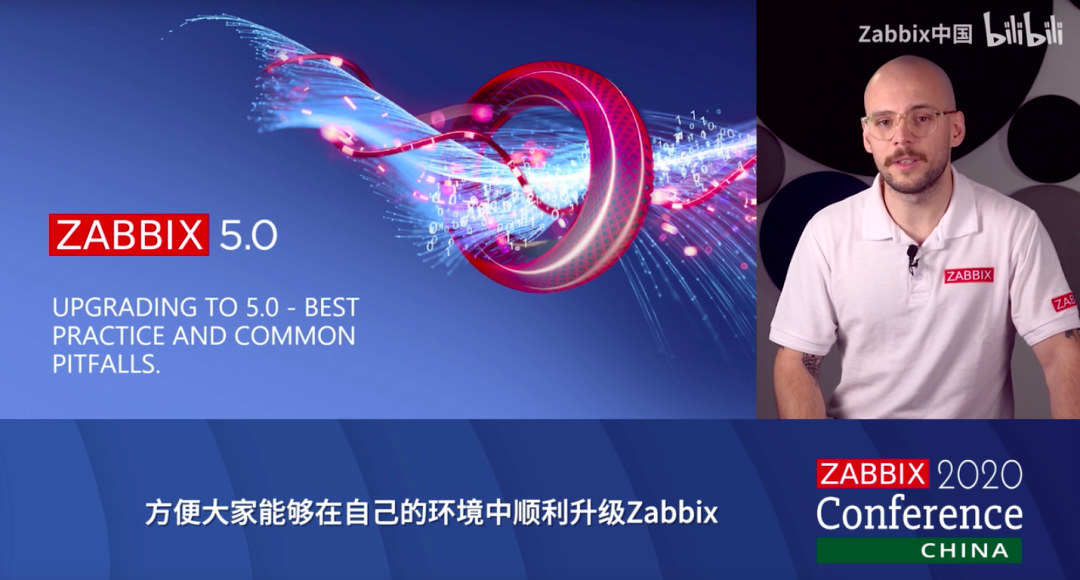 Zabbix中国 bilibili
ZABBIX 5.0
UPGRADING TO 5.0 - BEST
PRACTICE AND COMMON
PITFALLS.
ZABBIX
ZAB
方便大家能够在自己的环境中顺利升级Zabbix
ZABBIX 2020
Conference
CHINA